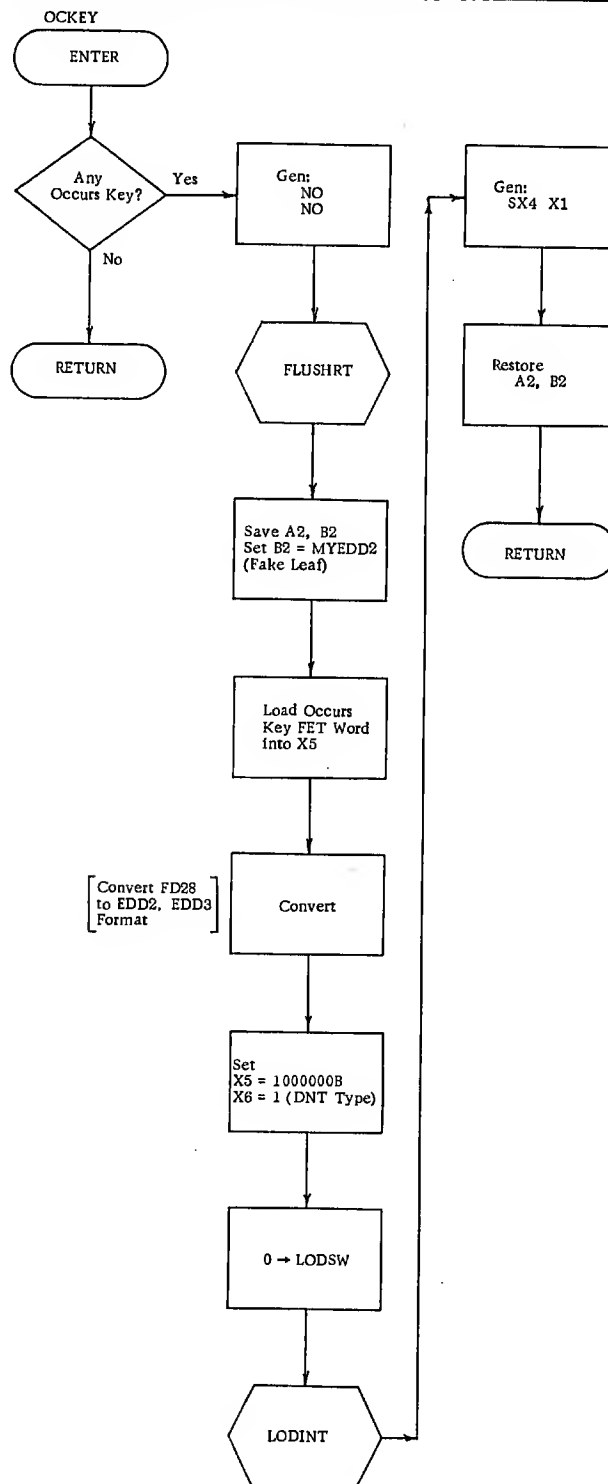 OCKEY
ENTER
Any
Occurs Key?
Yes
No
RETURN
Gen:
NO
NO
FLUSHRT
Save A2, B2
Set B2 = MYEDD2
(Fake Leaf)
Load Occurs
Key FET Word
into X5
Convert FD28
to EDD2, EDD3
Format
Convert
Set
X5 = 1000000B
X6 = 1 (DNT Type)
0 → LODSW
LODINT
Gen:
SX4 X1
Restore
A2, B2
RETURN